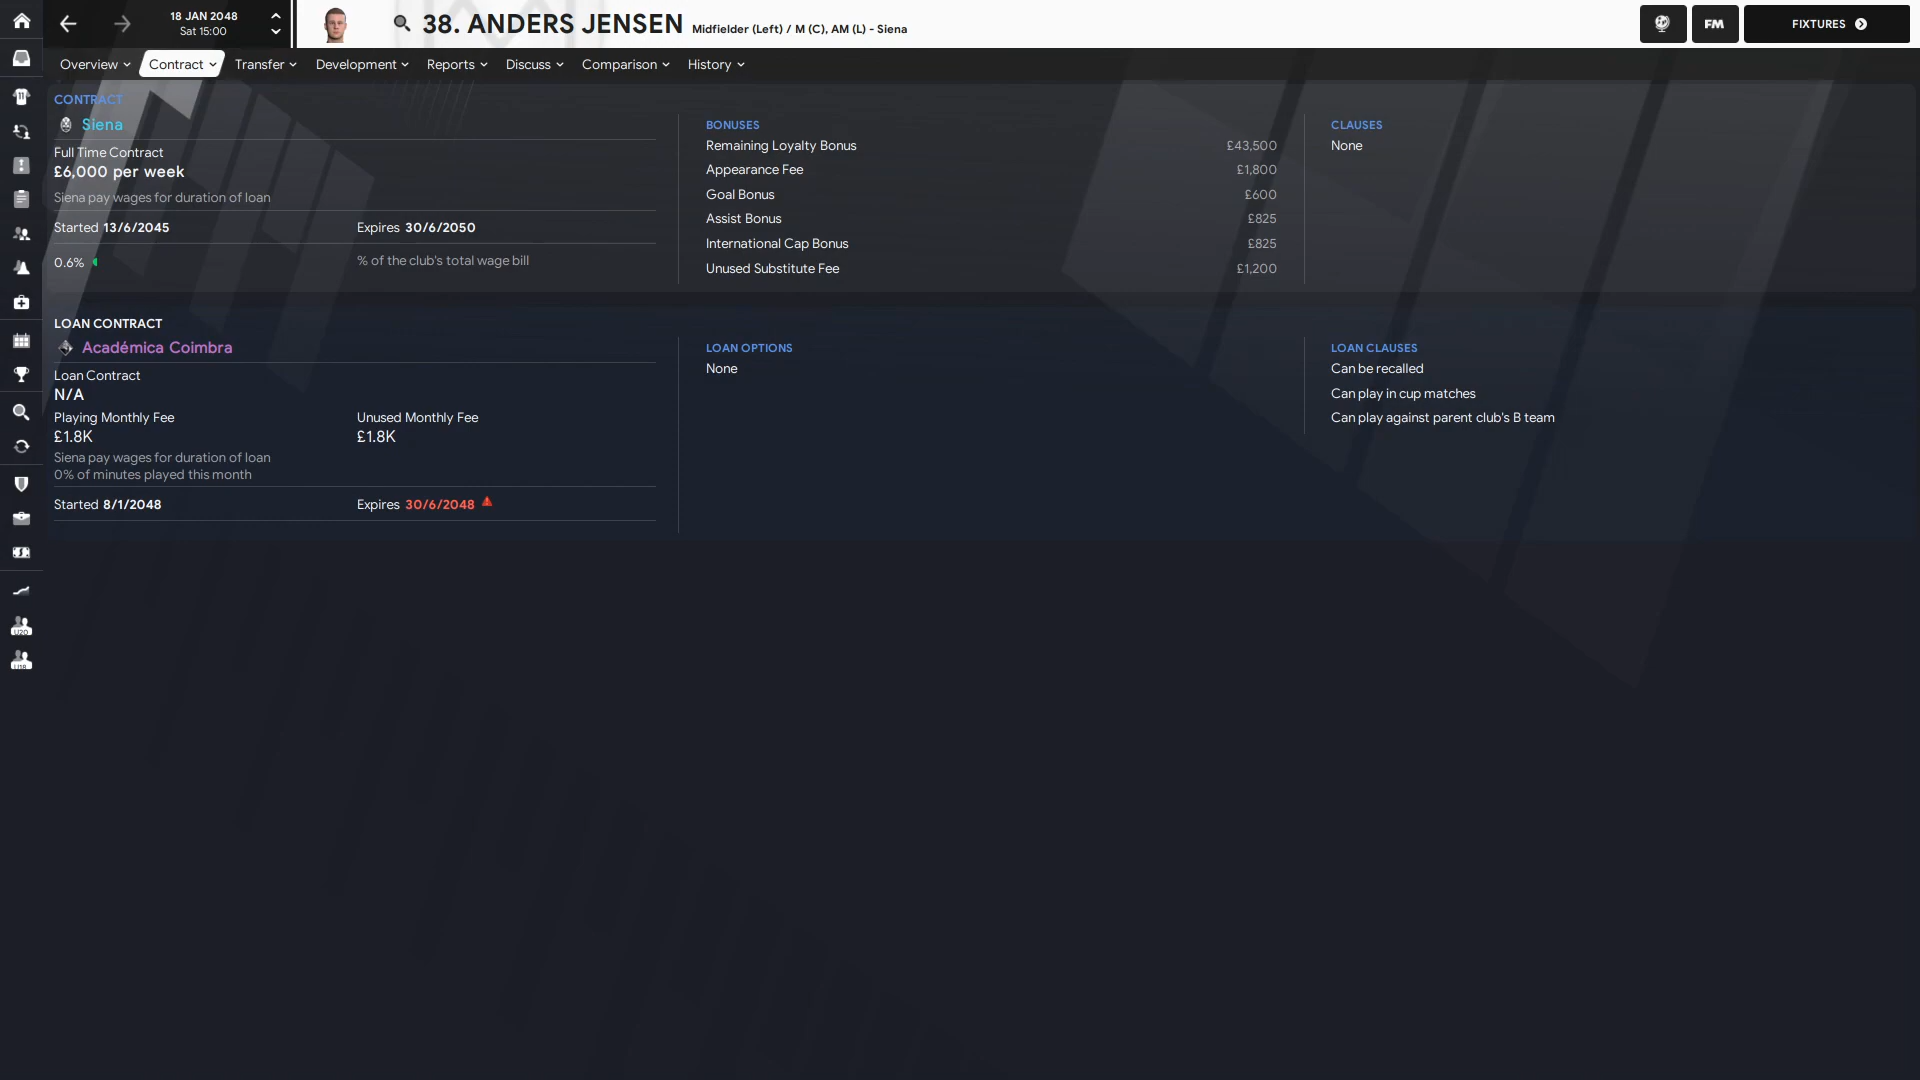 18 JAN 2048
Sat 15:00
38. ANDERS JENSEN Midfielder (Left) / M (C), AM (L) - Siena
FM
FIXTURES
Overview
Contract
Transfer
Development
Reports
Discuss
Comparison
History
CONTRACT
Siena
Full Time Contract
£6,000 per week
Siena pay wages for duration of loan
Started 13/6/2045
Expires 30/6/2050
0.6%
% of the club's total wage bill
BONUSES
Remaining Loyalty Bonus £43,500
Appearance Fee £1,800
Goal Bonus £600
Assist Bonus £825
International Cap Bonus £825
Unused Substitute Fee £1,200
CLAUSES
None
LOAN CONTRACT
Académica Coimbra
Loan Contract
N/A
Playing Monthly Fee
£1.8K
Unused Monthly Fee
£1.8K
Siena pay wages for duration of loan
0% of minutes played this month
Started 8/1/2048
Expires 30/6/2048
LOAN OPTIONS
None
LOAN CLAUSES
Can be recalled
Can play in cup matches
Can play against parent club's B team
11
U20
U18